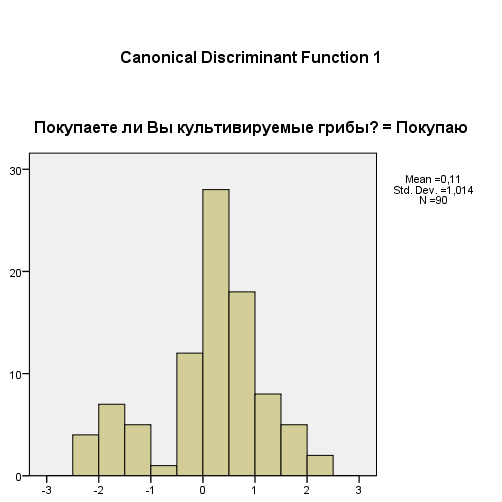 Canonical Discriminant Function 1
Покупаете ли Вы культивируемые грибы? = Покупаю
Mean =0,11
Std. Dev. =1,014
N =90
30
20
10
0
-3 -2 -1 0 1 2 3